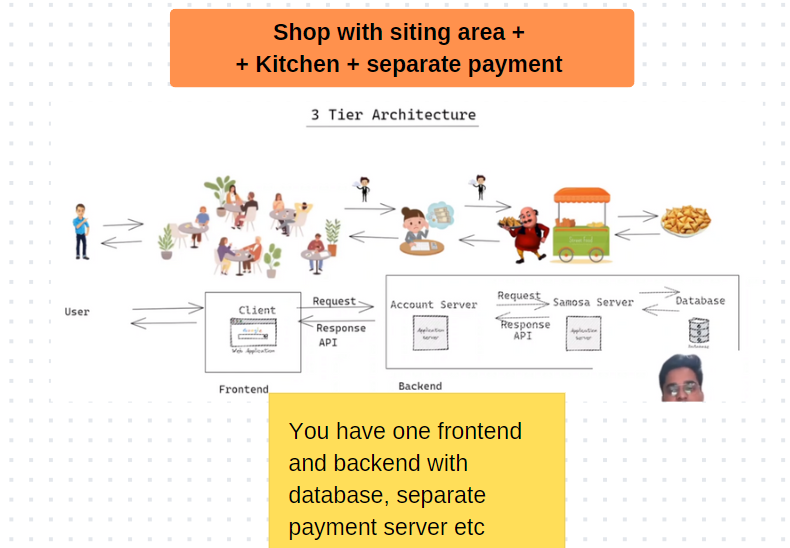 Shop with siting area +
+ Kitchen + separate payment
3 Tier Architecture
User
Client
Web Application
Frontend
Request
Response
API
Account Server
Application
Server
Backend
Request
Response
API
Samosa Server
Application
Server
Database
You have one frontend
and backend with
database, separate
payment server etc